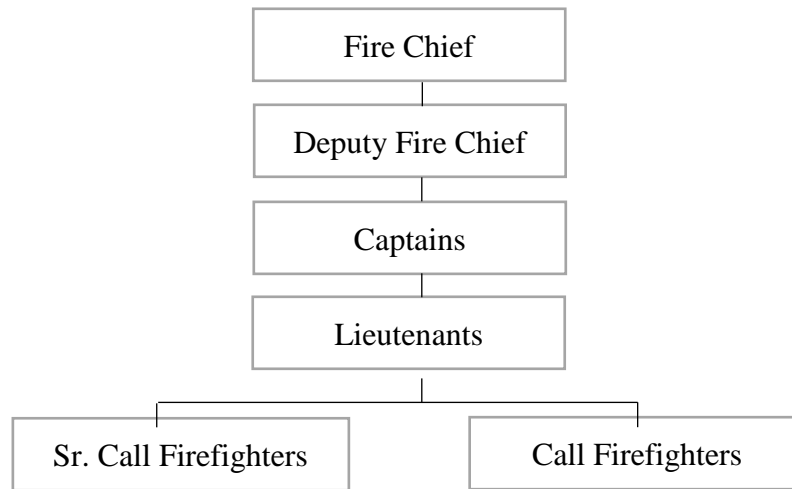 Fire Chief
Deputy Fire Chief
Captains
Lieutenants
Sr. Call Firefighters
Call Firefighters